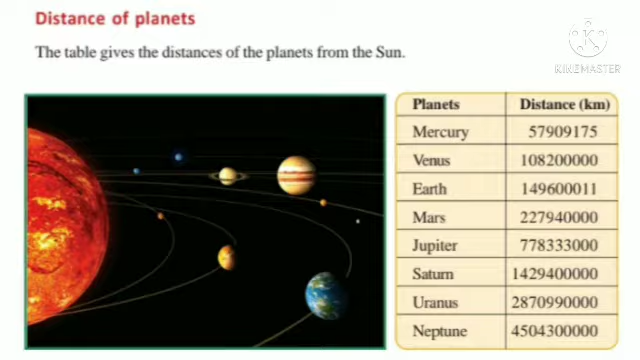 Distance of planets
The table gives the distances of the planets from the Sun.
KINEMASTER
Planets Distance (km)
Mercury 57909175
Venus 108200000
Earth 149600011
Mars 227940000
Jupiter 778333000
Saturn 1429400000
Uranus 2870990000
Neptune 4504300000